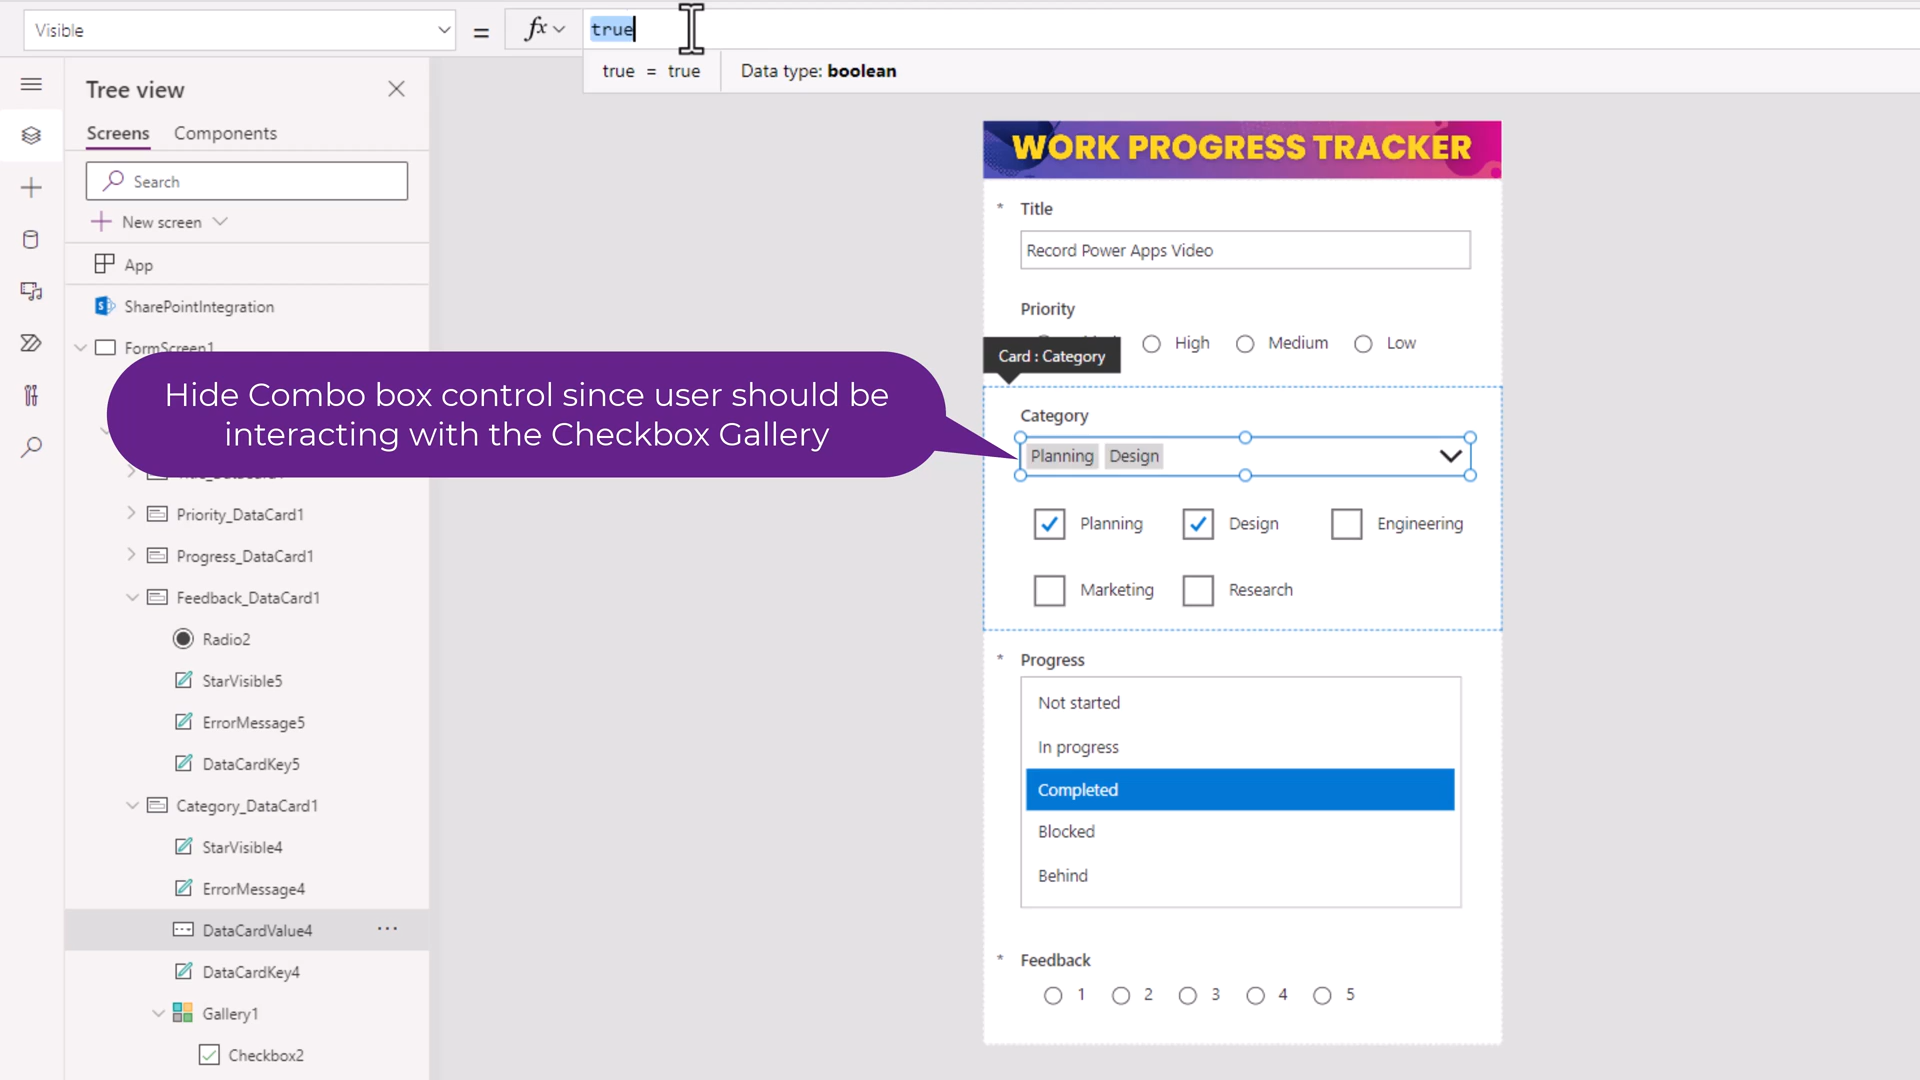 Visible
=
fx
true
true = true
Data type: boolean
Tree view
Screens
Components
Search
New screen
App
SharePointIntegration
FormScreen1
Hide Combo box control since user should be
interacting with the Checkbox Gallery
Priority_DataCard1
Progress_DataCard1
Feedback_DataCard1
Radio2
StarVisible5
ErrorMessage5
DataCardKey5
Category_DataCard1
StarVisible4
ErrorMessage4
DataCardValue4 ...
DataCardKey4
Gallery1
Checkbox2
WORK PROGRESS TRACKER
* Title
Record Power Apps Video
Priority
High Medium Low
Card : Category
Category
Planning Design
Planning Design Engineering
Marketing Research
* Progress
Not started
In progress
Completed
Blocked
Behind
* Feedback
1 2 3 4 5